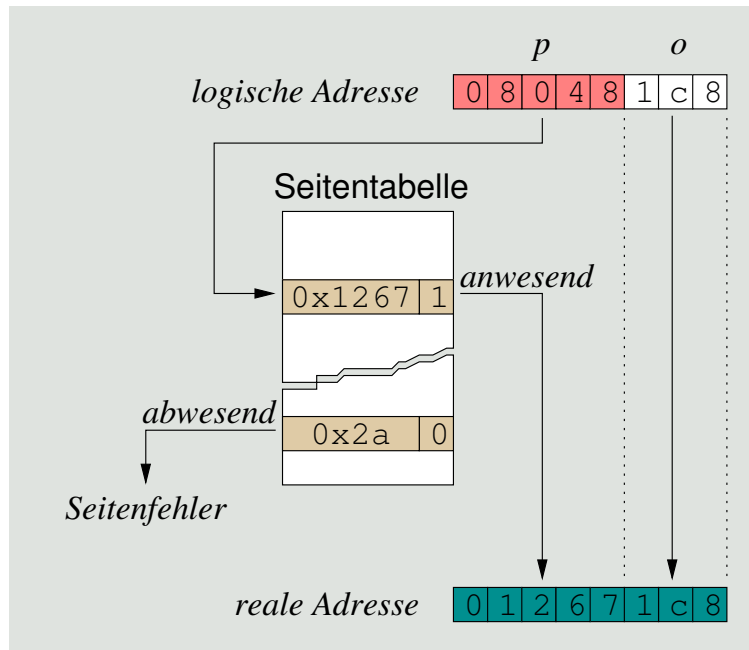 p o
logische Adresse 0 8 0 4 8 1 c 8
Seitentabelle
0x1267 1 anwesend
abwesend
0x2a 0
Seitenfehler
reale Adresse 0 1 2 6 7 1 c 8